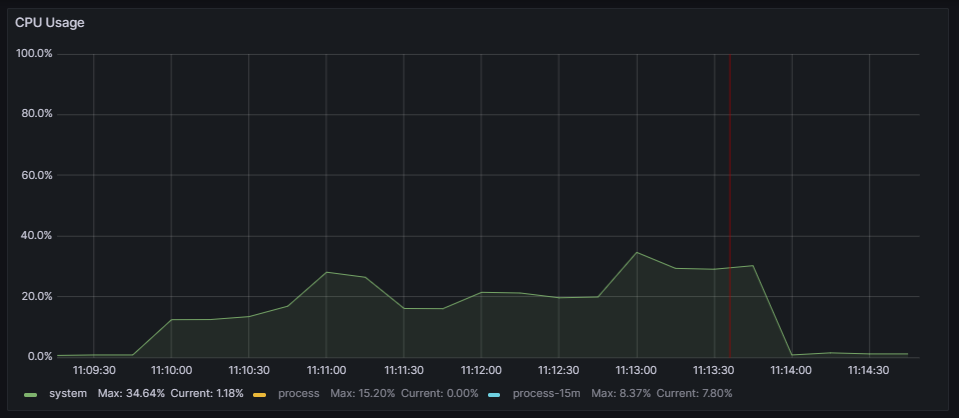 CPU Usage
100.0%
80.0%
60.0%
40.0%
20.0%
0.0%
11:09:30 11:10:00 11:10:30 11:11:00 11:11:30 11:12:00 11:12:30 11:13:00 11:13:30 11:14:00 11:14:30
system Max: 34.64% Current: 1.18% process Max: 15.20% Current: 0.00% process-15m Max: 8.37% Current: 7.80%